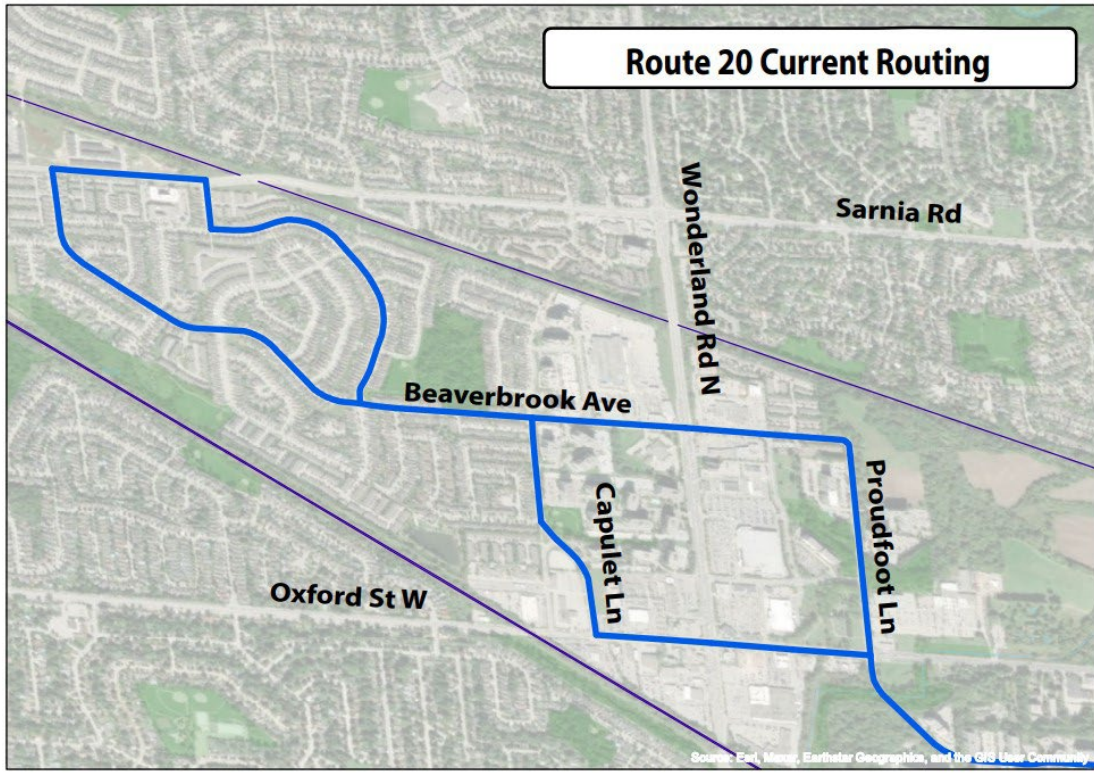 Route 20 Current Routing
Wonderland Rd N
Sarnia Rd
Beaverbrook Ave
Capulet Ln
Proudfoot Ln
Oxford St W
Source: Esri, Maxar, Earthstar Geographics, and the GIS User Community